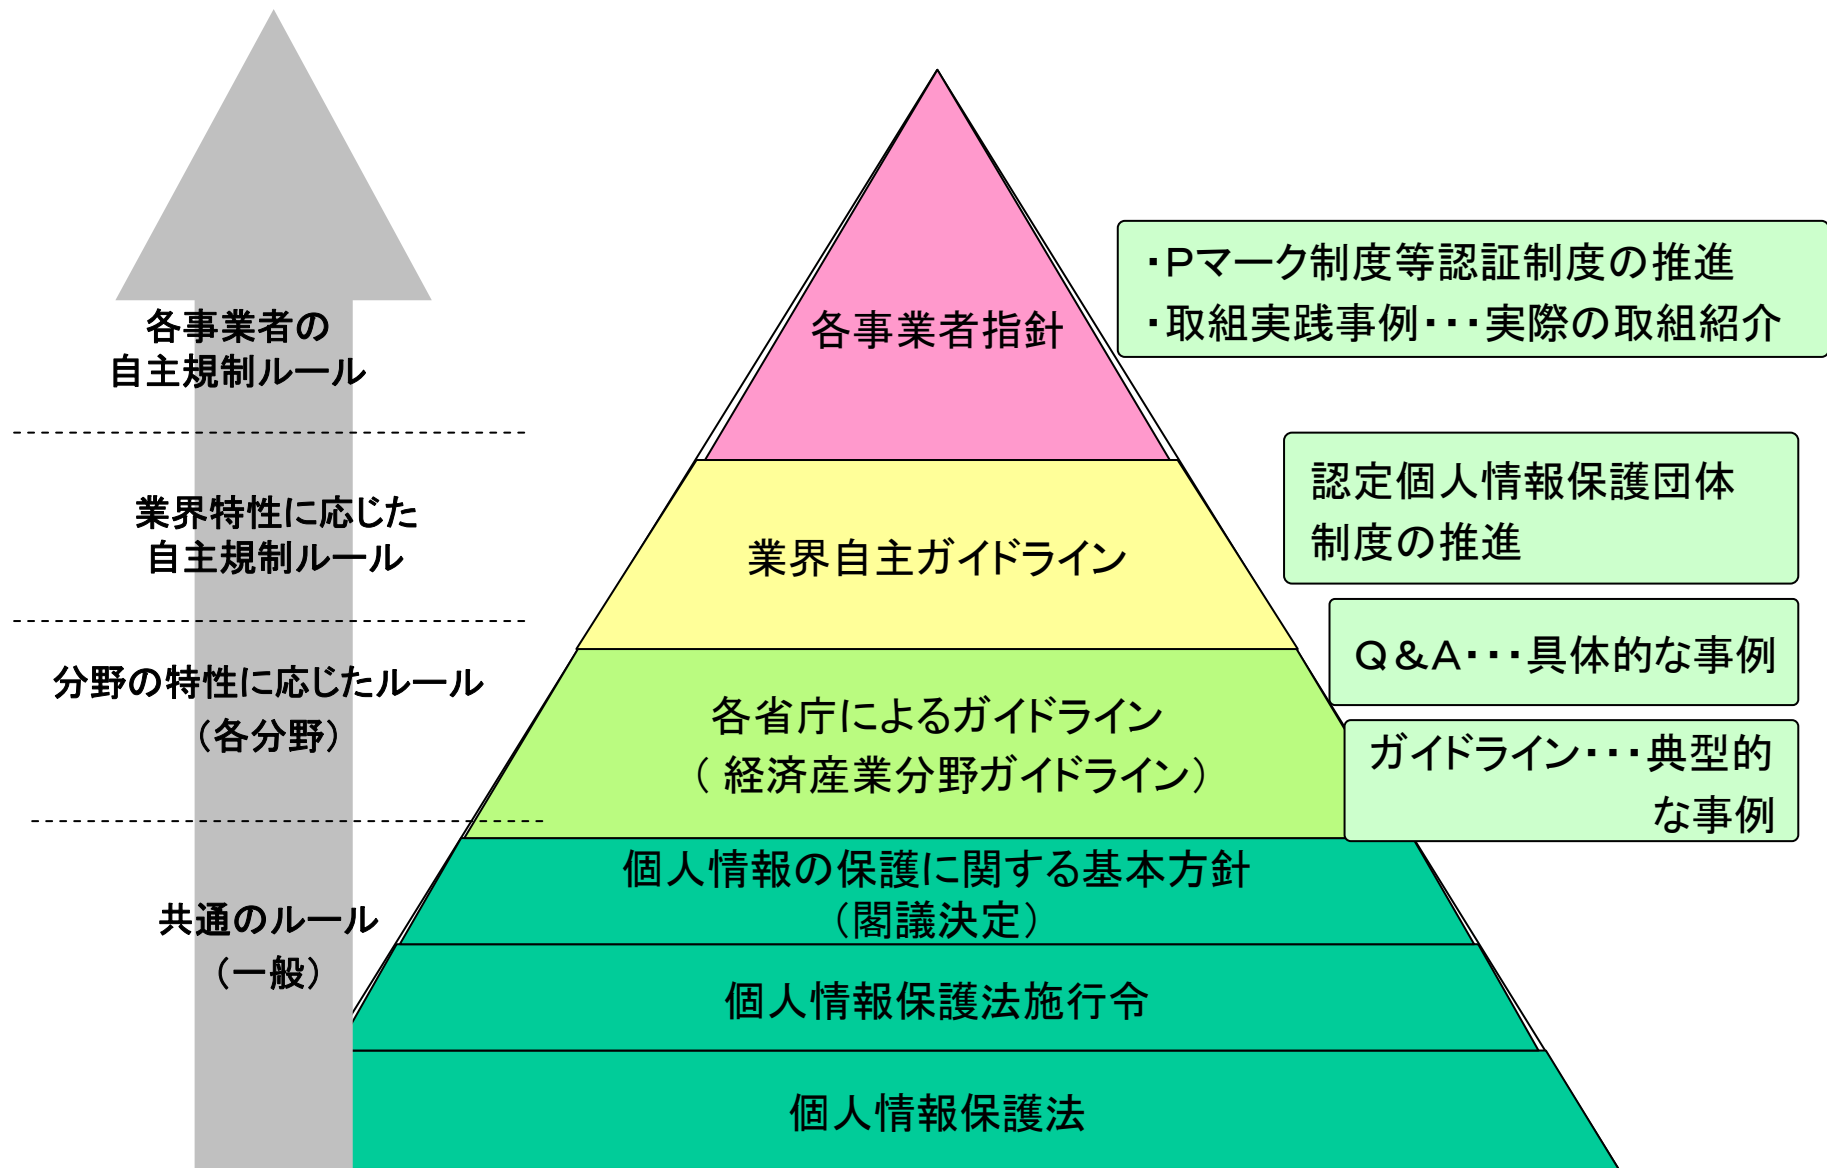 各事業者の
自主規制ルール
業界特性に応じた
自主規制ルール
分野の特性に応じたルール
（各分野）
共通のルール
（一般）
各事業者指針
業界自主ガイドライン
各省庁によるガイドライン
（ 経済産業分野ガイドライン）
個人情報の保護に関する基本方針
（閣議決定）
個人情報保護法施行令
個人情報保護法
・Ｐマーク制度等認証制度の推進
・取組実践事例・・・実際の取組紹介
認定個人情報保護団体
制度の推進
Ｑ＆Ａ・・・具体的な事例
ガイドライン・・・典型的
な事例